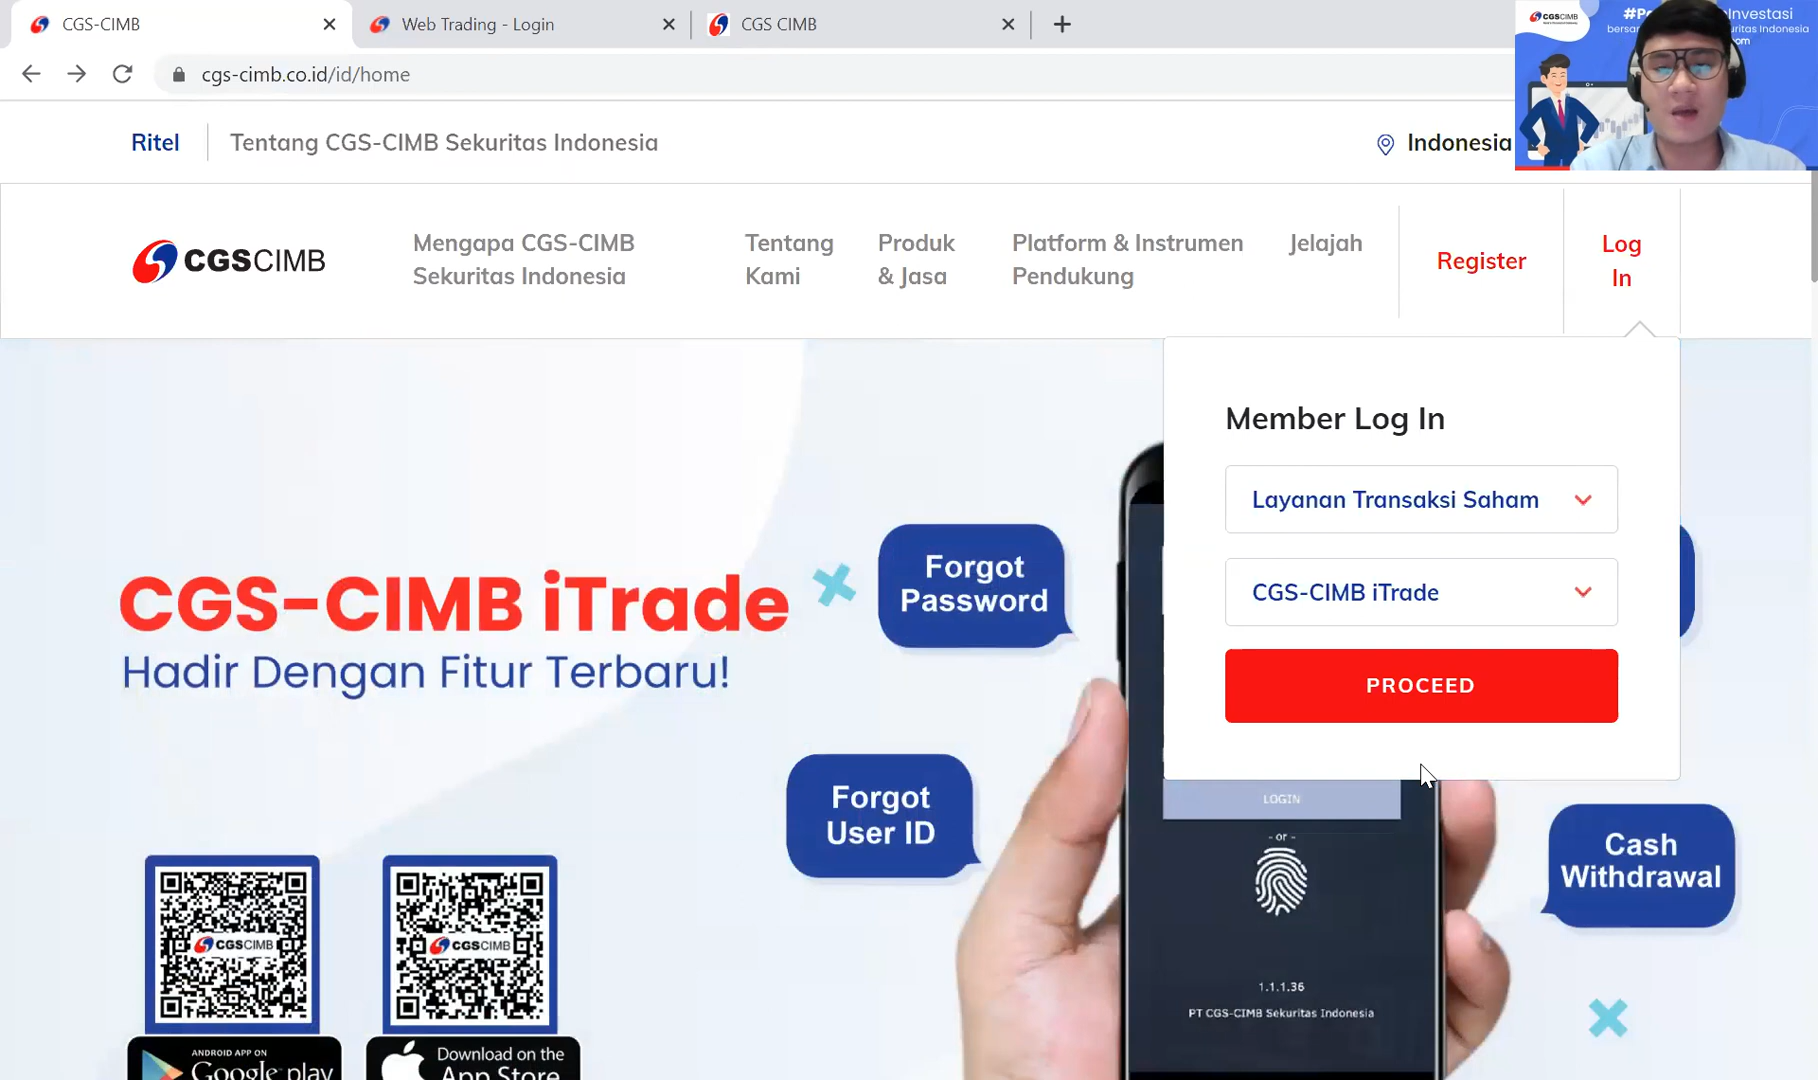 CGS-CIMB
Web Trading - Login
CGS CIMB
cgs-cimb.co.id/id/home
Ritel
Tentang CGS-CIMB Sekuritas Indonesia
Indonesia
CGSCIMB
Mengapa CGS-CIMB
Sekuritas Indonesia
Tentang
Kami
Produk
& Jasa
Platform & Instrumen
Pendukung
Jelajah
Register
Log
In
Member Log In
Layanan Transaksi Saham
CGS-CIMB iTrade
PROCEED
CGS-CIMB iTrade
Hadir Dengan Fitur Terbaru!
Forgot
Password
Forgot
User ID
Cash
Withdrawal
LOGIN
- or -
1.1.1.36
PT CGS-CIMB Sekuritas Indonesia
CGSCIMB
CGSCIMB
ANDROID APP ON
Google play
Download on the
App Store
CGSCIMB